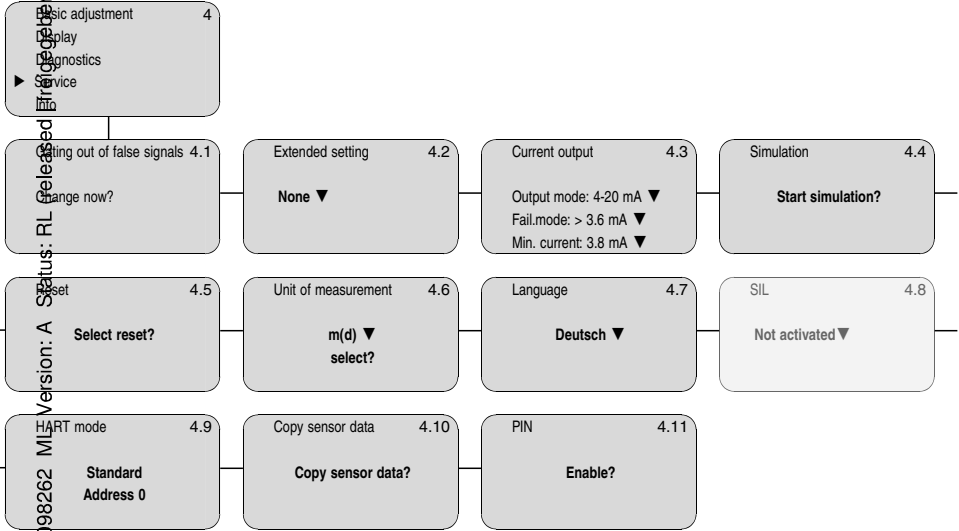 Basic adjustment 4
Display
Diagnostics
▶ Service
Info
Gating out of false signals 4.1
Change now?
Extended setting 4.2
None ▼
Current output 4.3
Output mode: 4-20 mA ▼
Fail.mode: > 3.6 mA ▼
Min. current: 3.8 mA ▼
Simulation 4.4
Start simulation?
Reset 4.5
Select reset?
Unit of measurement 4.6
m(d) ▼
select?
Language 4.7
Deutsch ▼
SIL 4.8
Not activated ▼
HART mode 4.9
Standard
Address 0
Copy sensor data 4.10
Copy sensor data?
PIN 4.11
Enable?
098262 ML Version: A Status: RL (released